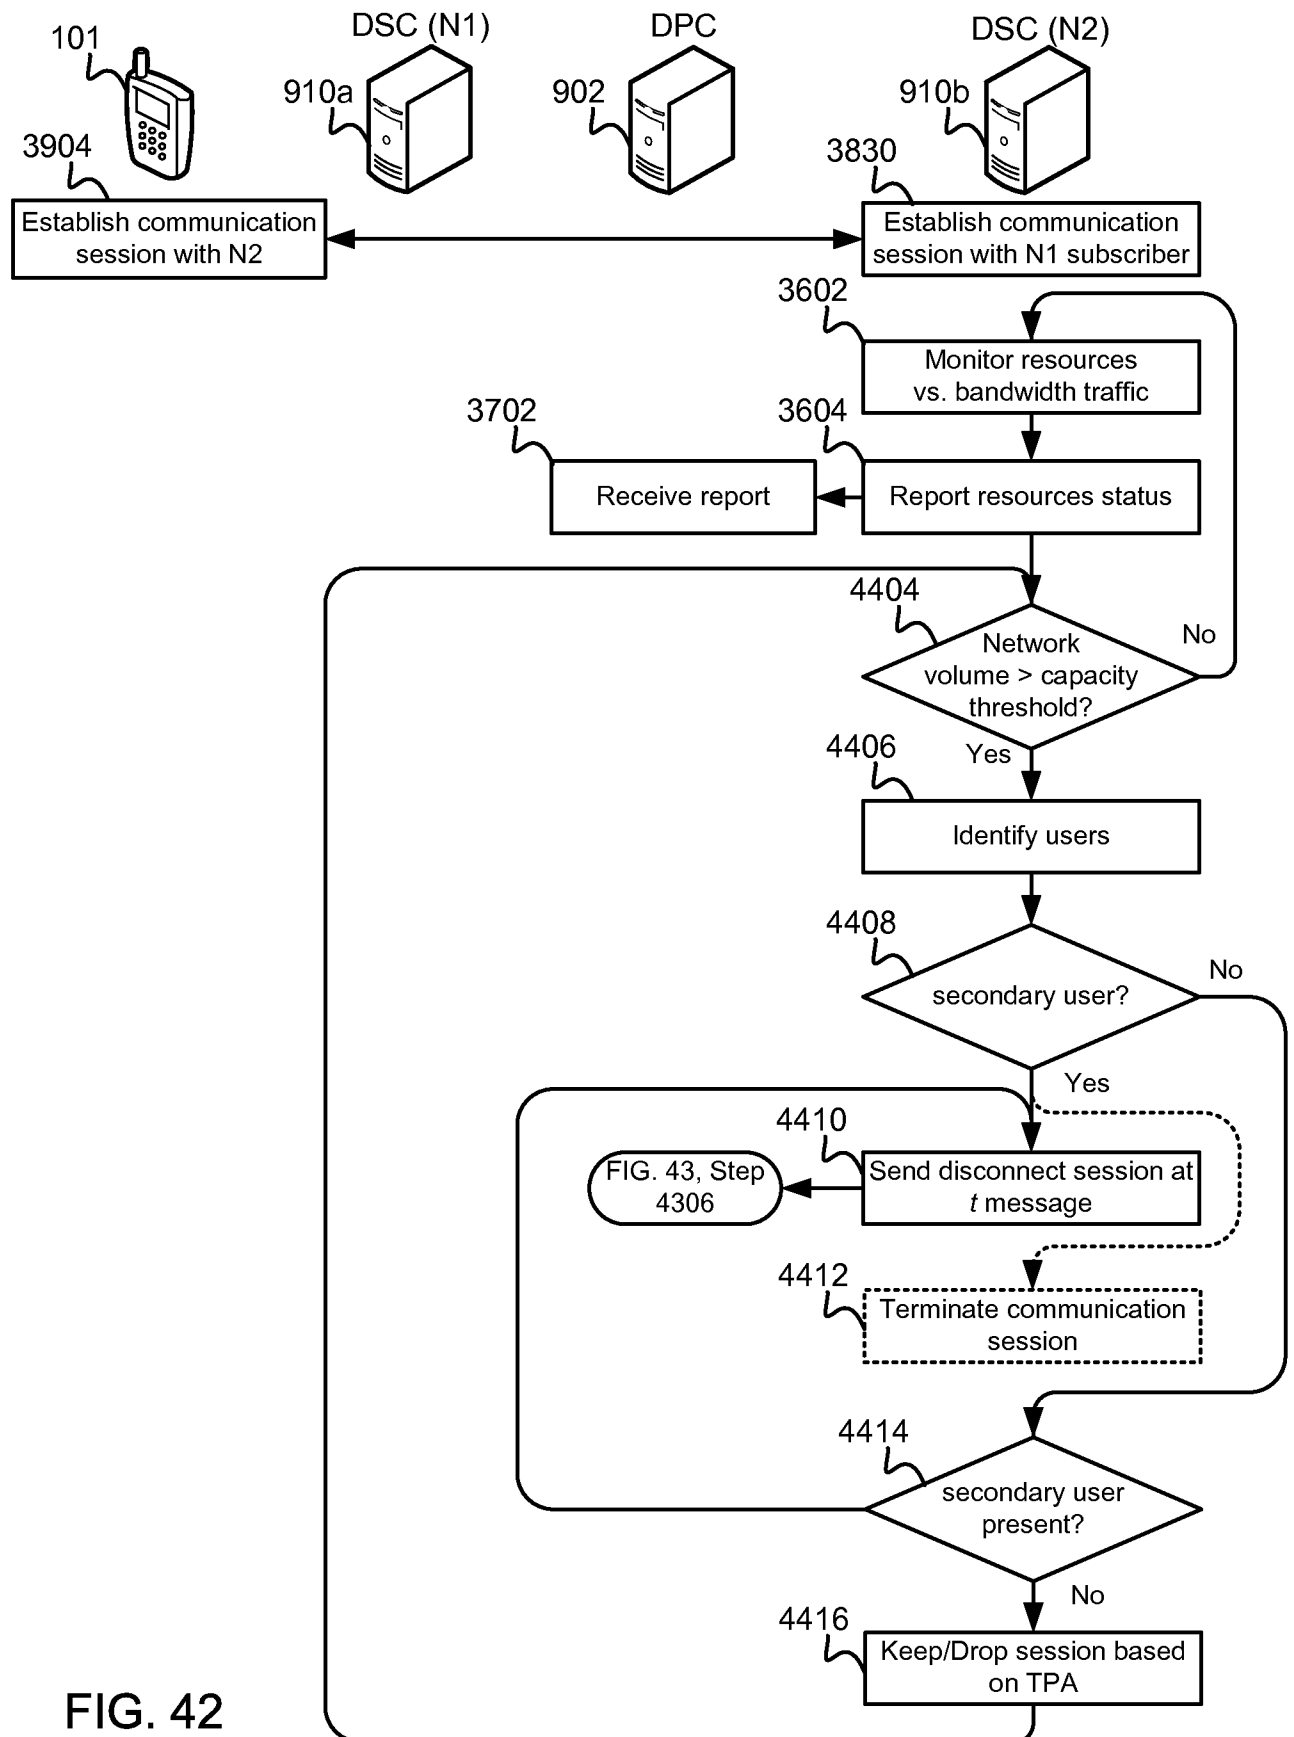 DSC (N1)
DPC
DSC (N2)
101
910a
902
910b
3904
3830
Establish communication
session with N2
Establish communication
session with N1 subscriber
3602
Monitor resources
vs. bandwidth traffic
3702
3604
Receive report
Report resources status
4404
No
Network
volume > capacity
threshold?
Yes
4406
Identify users
4408
No
secondary user?
Yes
4410
FIG. 43, Step
4306
Send disconnect session at
t message
4412
Terminate communication
session
4414
secondary user
present?
No
4416
Keep/Drop session based
on TPA
FIG. 42